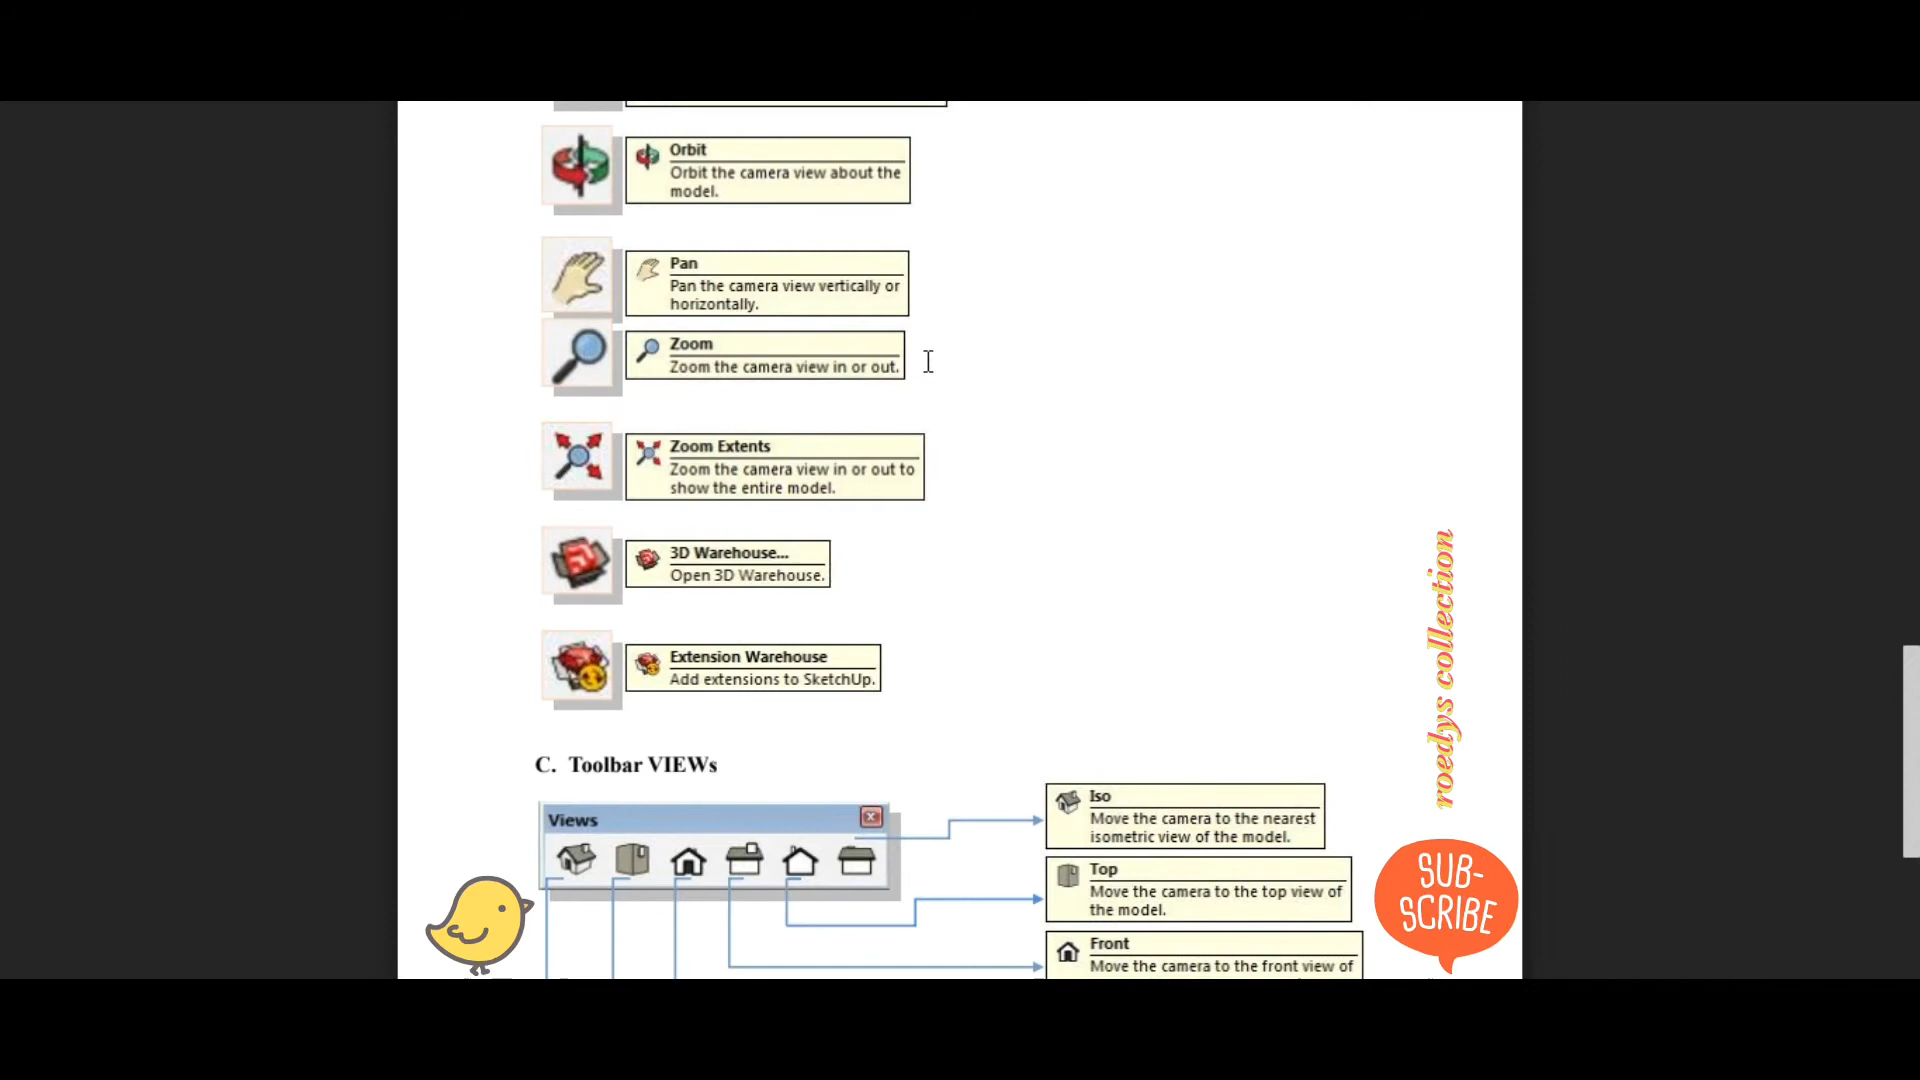 Orbit
Orbit the camera view about the
model.
Pan
Pan the camera view vertically or
horizontally.
Zoom
Zoom the camera view in or out.
Zoom Extents
Zoom the camera view in or out to
show the entire model.
3D Warehouse...
Open 3D Warehouse.
Extension Warehouse
Add extensions to SketchUp.
C. Toolbar VIEWs
Views
Iso
Move the camera to the nearest
isometric view of the model.
Top
Move the camera to the top view of
the model.
Front
Move the camera to the front view of
roedys collection
SUB-
SCRIBE